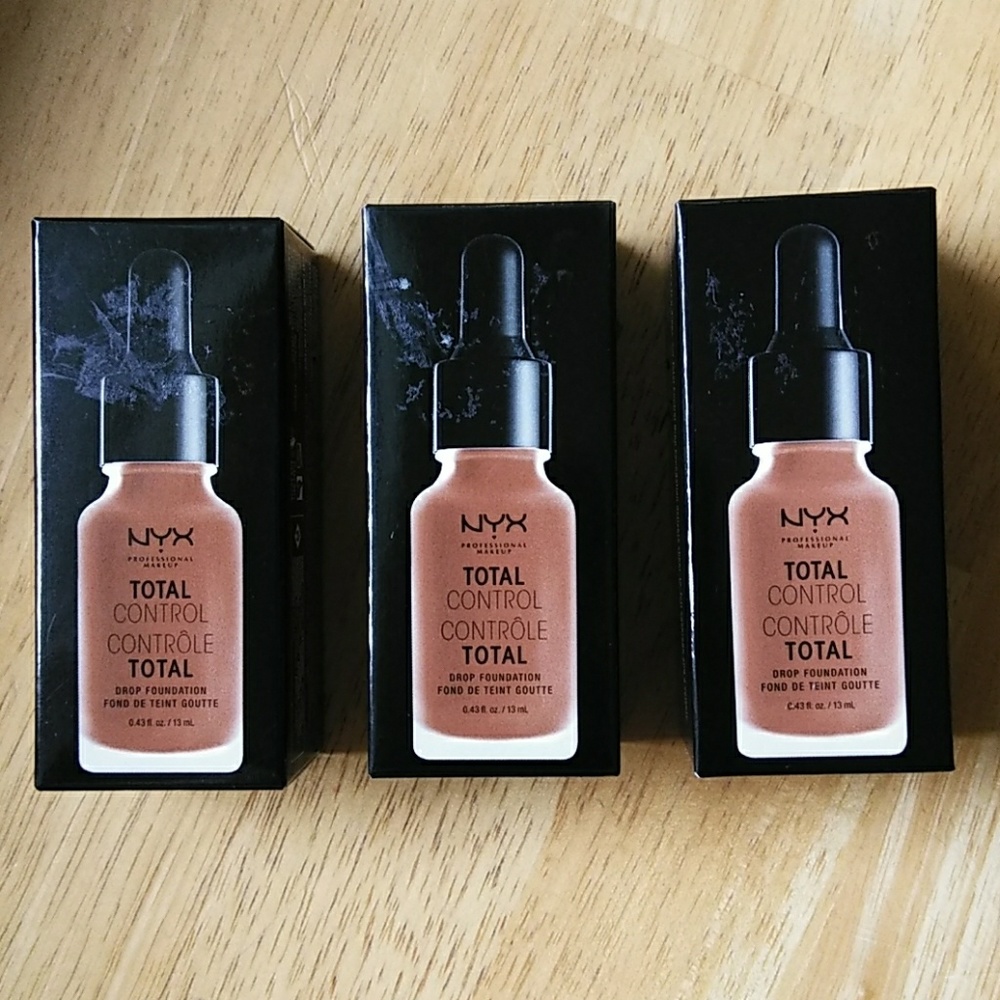 NYX
PROFESSIONAL
MAKEUP
TOTAL
CONTROL
CONTRÔLE
TOTAL
DROP FOUNDATION
FOND DE TEINT GOUTTE
0.43 fl. oz. / 13 mL
NYX
PROFESSIONAL
MAKEUP
TOTAL
CONTROL
CONTRÔLE
TOTAL
DROP FOUNDATION
FOND DE TEINT GOUTTE
0.43 fl. oz. / 13 mL
NYX
PROFESSIONAL
MAKEUP
TOTAL
CONTROL
CONTRÔLE
TOTAL
DROP FOUNDATION
FOND DE TEINT GOUTTE
0.43 fl. oz. / 13 mL